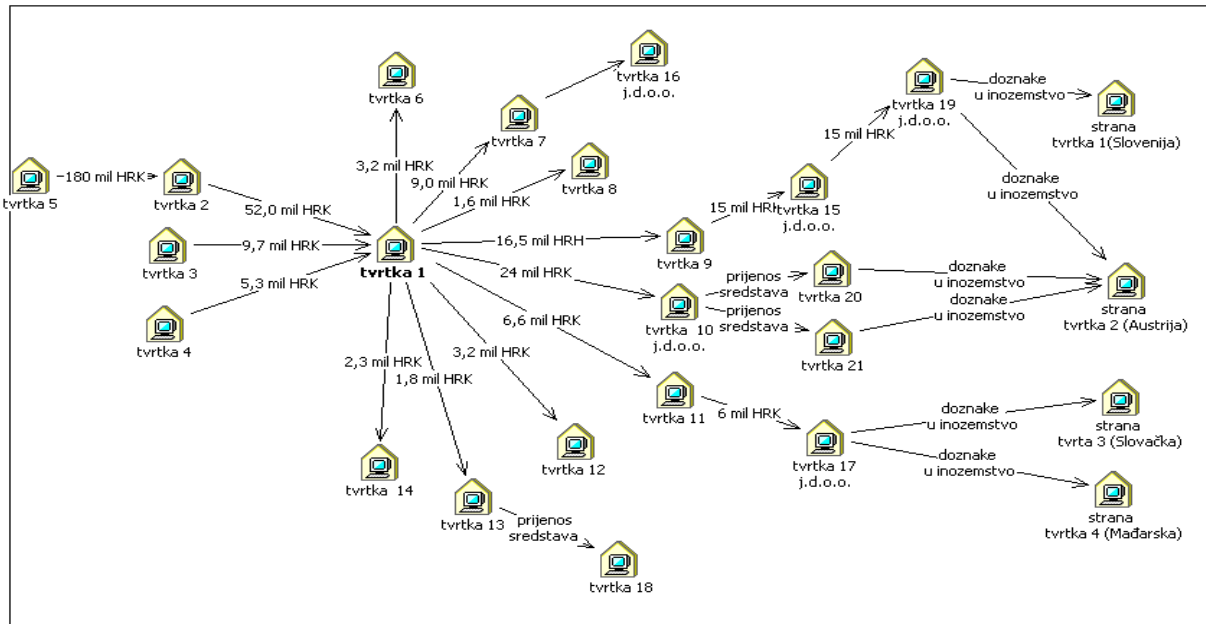 tvrtka 16
j.d.o.o.
tvrtka 6
tvrtka 19
j.d.o.o.
doznake
u inozemstvo
strana
tvrtka 1(Slovenija)
tvrtka 7
15 mil HRK
3,2 mil HRK
9,0 mil HRK
tvrtka 8
1,6 mil HRK
doznake
u inozemstvo
tvrtka 5
~180 mil HRK
tvrtka 2
52,0 mil HRK
15 mil HRK
tvrtka 15
j.d.o.o.
tvrtka 3
9,7 mil HRK
tvrtka 1
16,5 mil HRH
tvrtka 9
5,3 mil HRK
24 mil HRK
prijenos
sredstava
tvrtka 20
doznake
u inozemstvo
tvrtka 4
tvrtka  10
j.d.o.o.
prijenos
sredstava
tvrtka 21
doznake
u inozemstvo
strana
tvrtka 2 (Austrija)
6,6 mil HRK
3,2 mil HRK
2,3 mil HRK
1,8 mil HRK
tvrtka 11
6 mil HRK
tvrtka 17
j.d.o.o.
doznake
u inozemstvo
strana
tvrta 3 (Slovačka)
doznake
u inozemstvo
strana
tvrtka 4 (Mađarska)
tvrtka 12
tvrtka  14
tvrtka 13
prijenos
sredstava
tvrtka 18